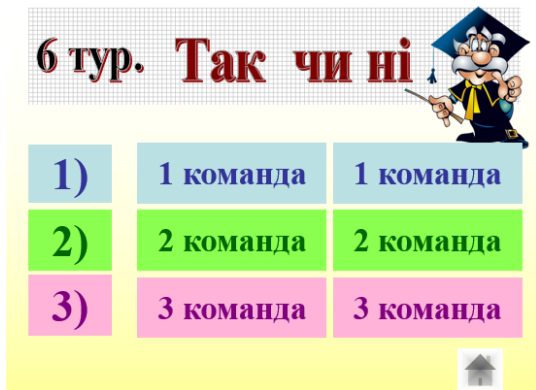 6 тур. Так чи ні
1) 1 команда 1 команда
2) 2 команда 2 команда
3) 3 команда 3 команда